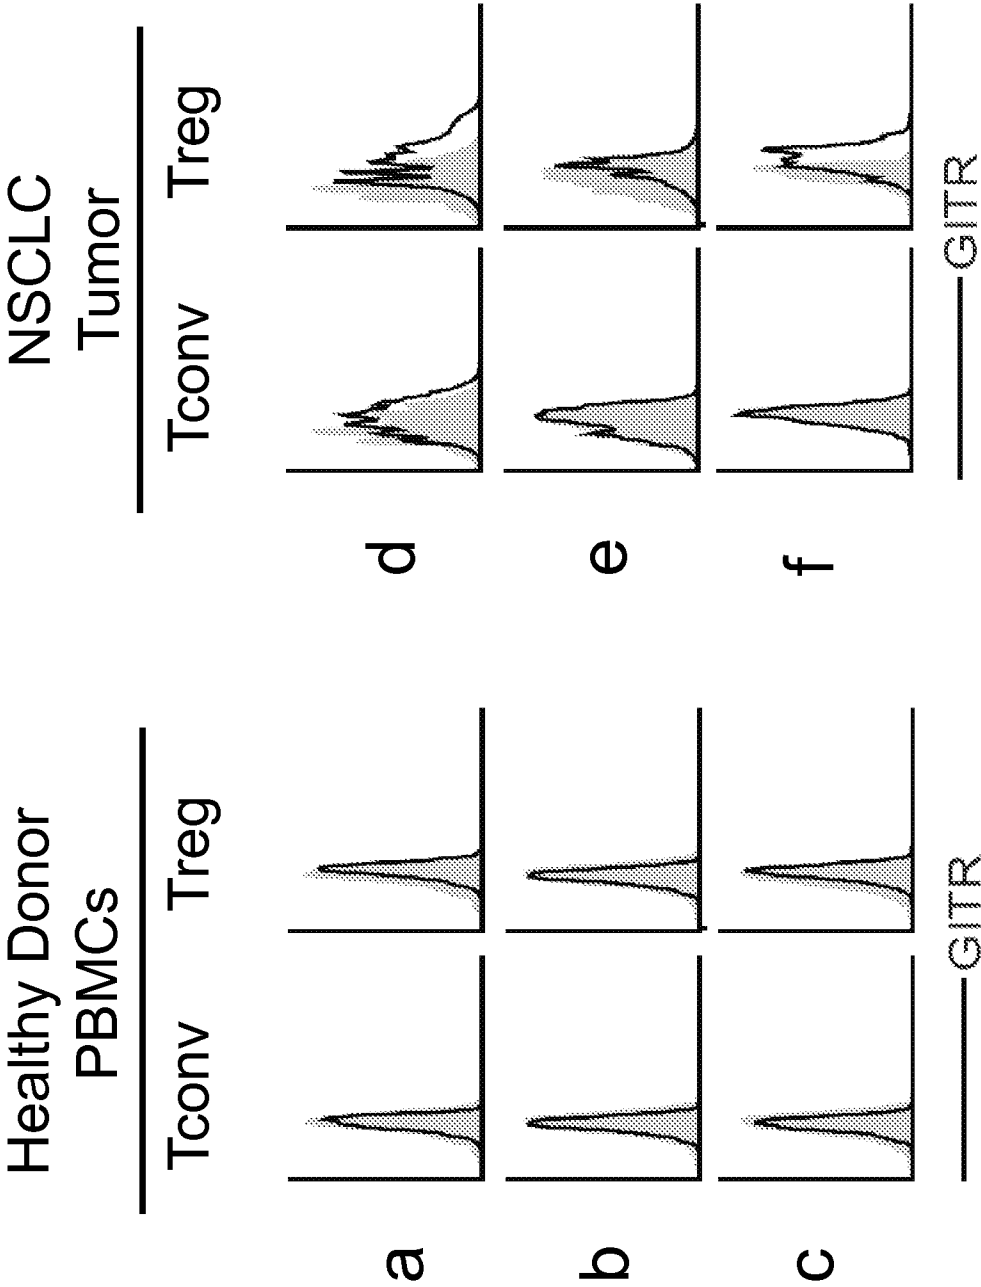 Healthy Donor
PBMCs
Tconv Treg
a
b
c
GITR
NSCLC
Tumor
Tconv Treg
d
e
f
GITR